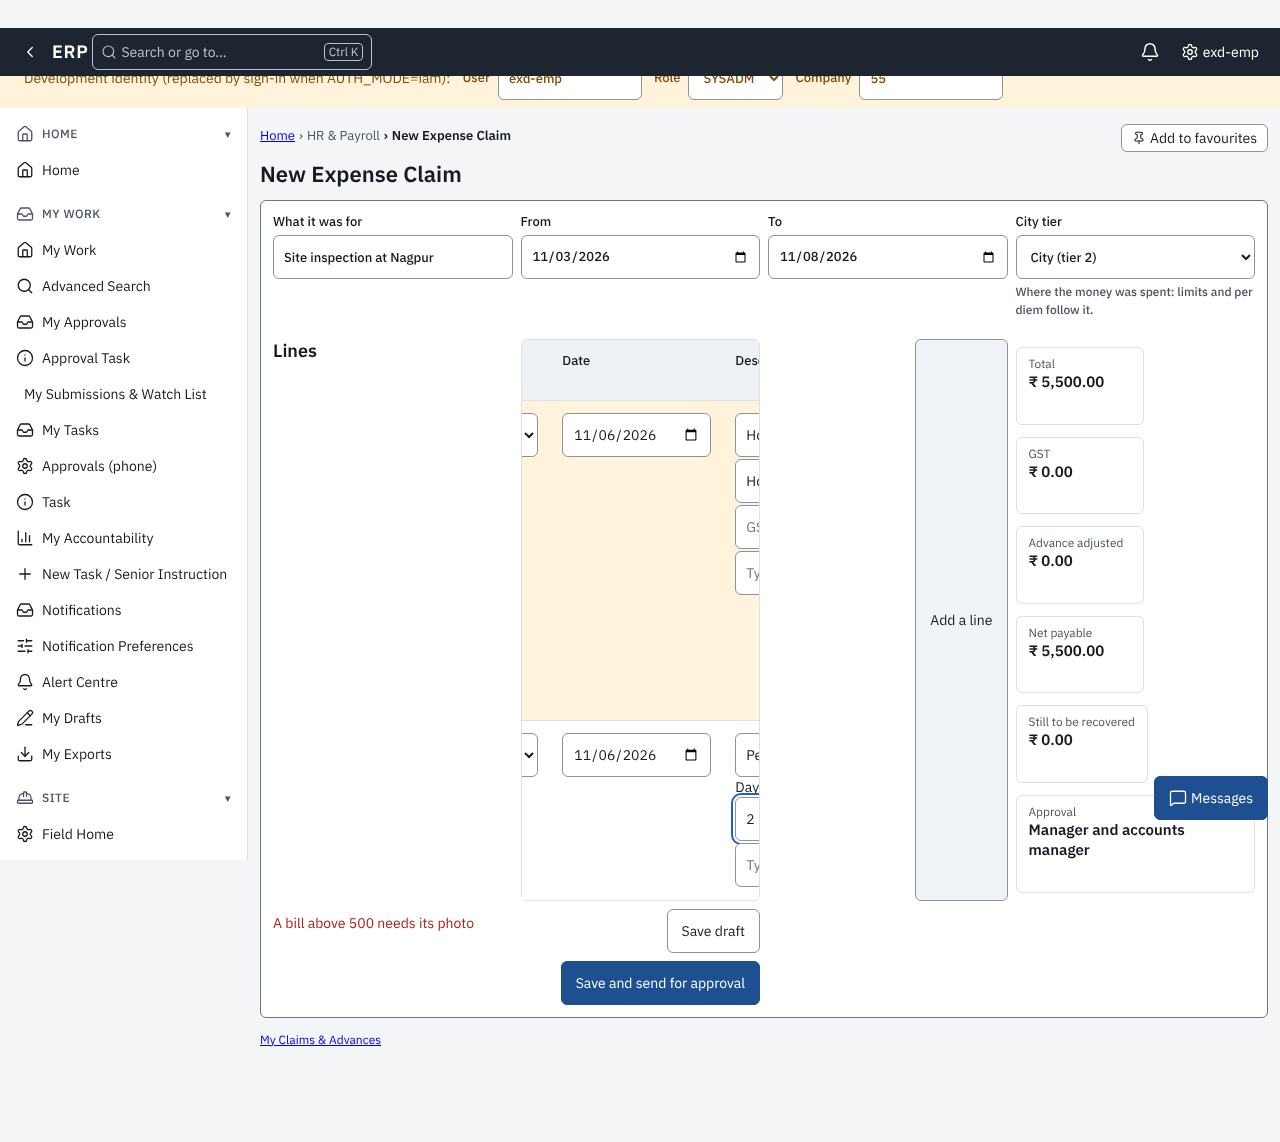 ERP
Search or go to...
Ctrl K
exd-emp
Development identity (replaced by sign-in when AUTH_MODE=iam):
User
exd-emp
Role
SYSADM
Company
55
HOME
Home
MY WORK
My Work
Advanced Search
My Approvals
Approval Task
My Submissions & Watch List
My Tasks
Approvals (phone)
Task
My Accountability
New Task / Senior Instruction
Notifications
Notification Preferences
Alert Centre
My Drafts
My Exports
SITE
Field Home
Home › HR & Payroll › New Expense Claim
Add to favourites
New Expense Claim
What it was for
From
To
City tier
Site inspection at Nagpur
11/03/2026
11/08/2026
City (tier 2)
Where the money was spent: limits and per
diem follow it.
Lines
Date
11/06/2026
11/06/2026
Day
2
Add a line
Total
₹ 5,500.00
GST
₹ 0.00
Advance adjusted
₹ 0.00
Net payable
₹ 5,500.00
Still to be recovered
₹ 0.00
Approval
Manager and accounts
manager
Messages
A bill above 500 needs its photo
Save draft
Save and send for approval
My Claims & Advances